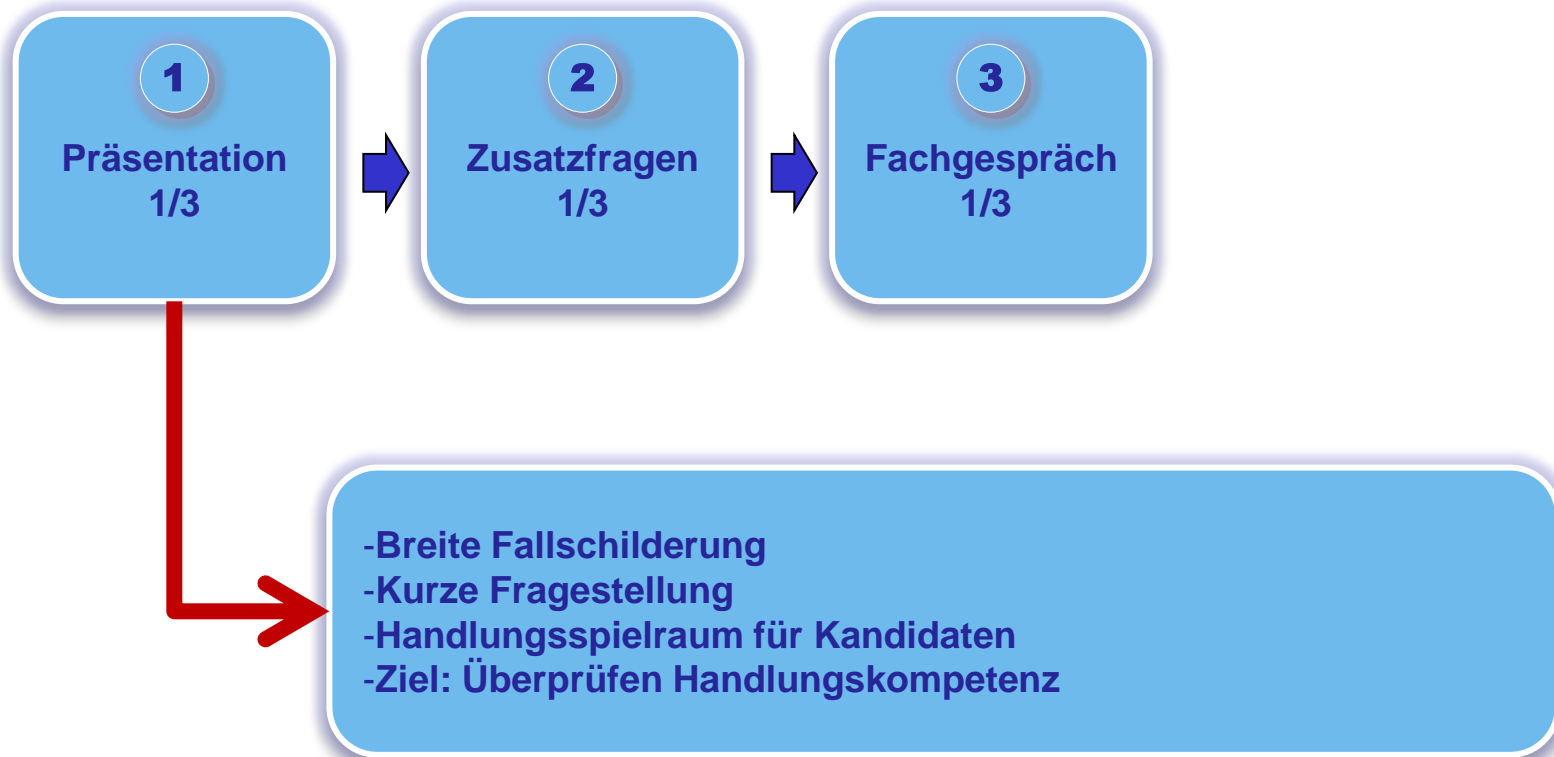 1
Präsentation
1/3
2
Zusatzfragen
1/3
3
Fachgespräch
1/3
-Breite Fallschilderung
-Kurze Fragestellung
-Handlungsspielraum für Kandidaten
-Ziel: Überprüfen Handlungskompetenz